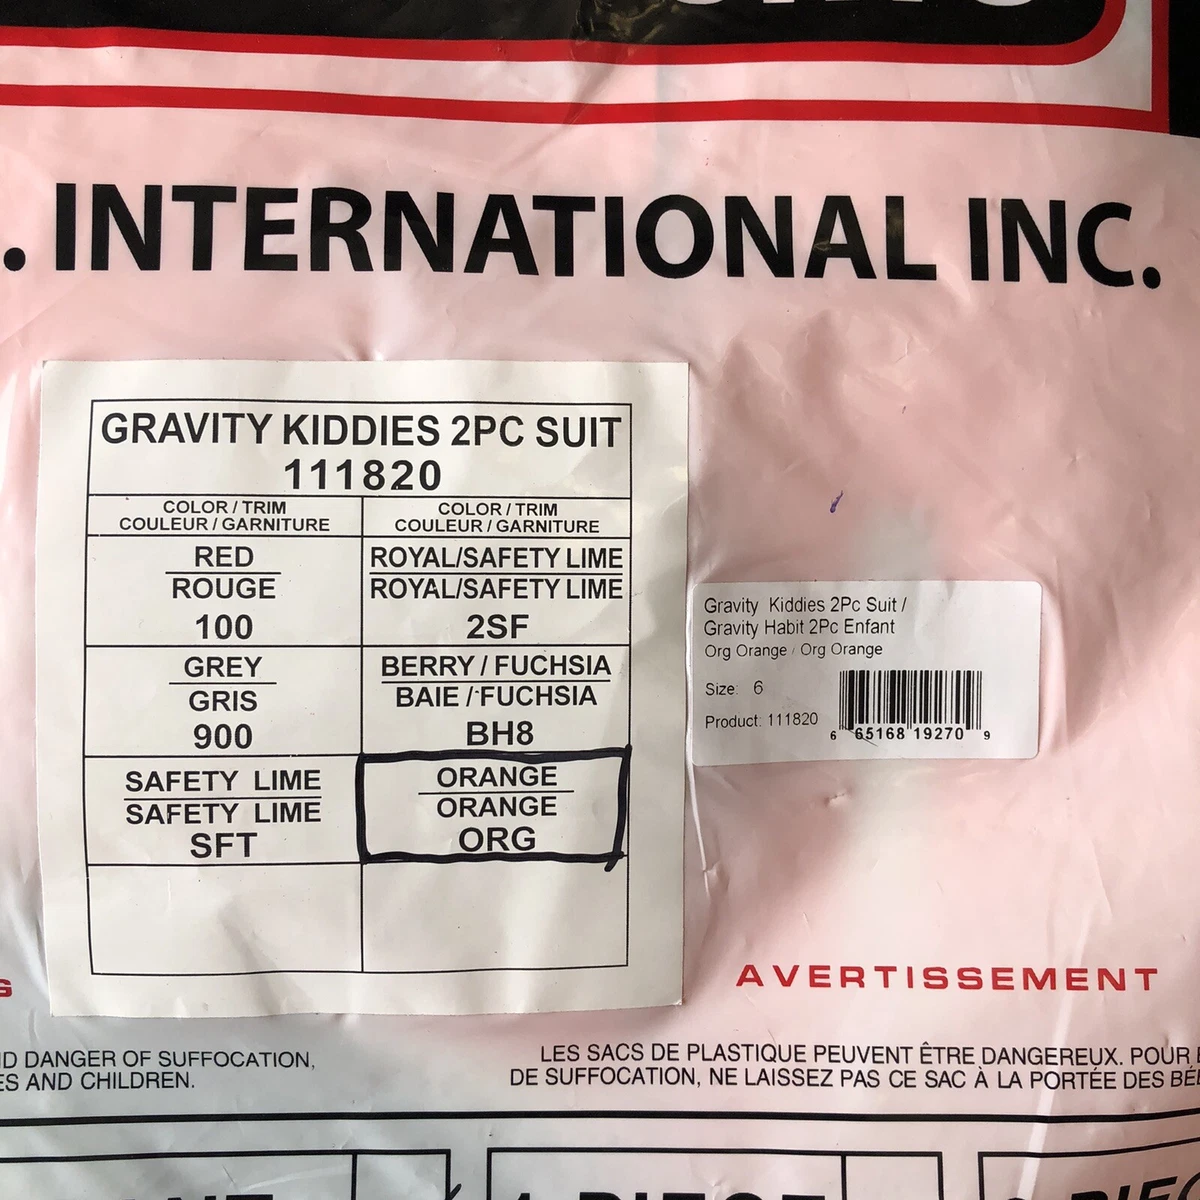 . INTERNATIONAL INC.
GRAVITY KIDDIES 2PC SUIT
111820
COLOR / TRIM
COULEUR / GARNITURE
COLOR / TRIM
COULEUR / GARNITURE
RED
ROUGE
100
ROYAL/SAFETY LIME
ROYAL/SAFETY LIME
2SF
GREY
GRIS
900
BERRY / FUCHSIA
BAIE / FUCHSIA
BH8
SAFETY LIME
SAFETY LIME
SFT
ORANGE
ORANGE
ORG
Gravity Kiddies 2Pc Suit /
Gravity Habit 2Pc Enfant
Org Orange / Org Orange
Size: 6
Product: 111820
6 65168 19270 9
AVERTISSEMENT
DANGER OF SUFFOCATION,
AND CHILDREN.
LES SACS DE PLASTIQUE PEUVENT ÊTRE DANGEREUX. POUR
DE SUFFOCATION, NE LAISSEZ PAS CE SAC À LA PORTÉE DES